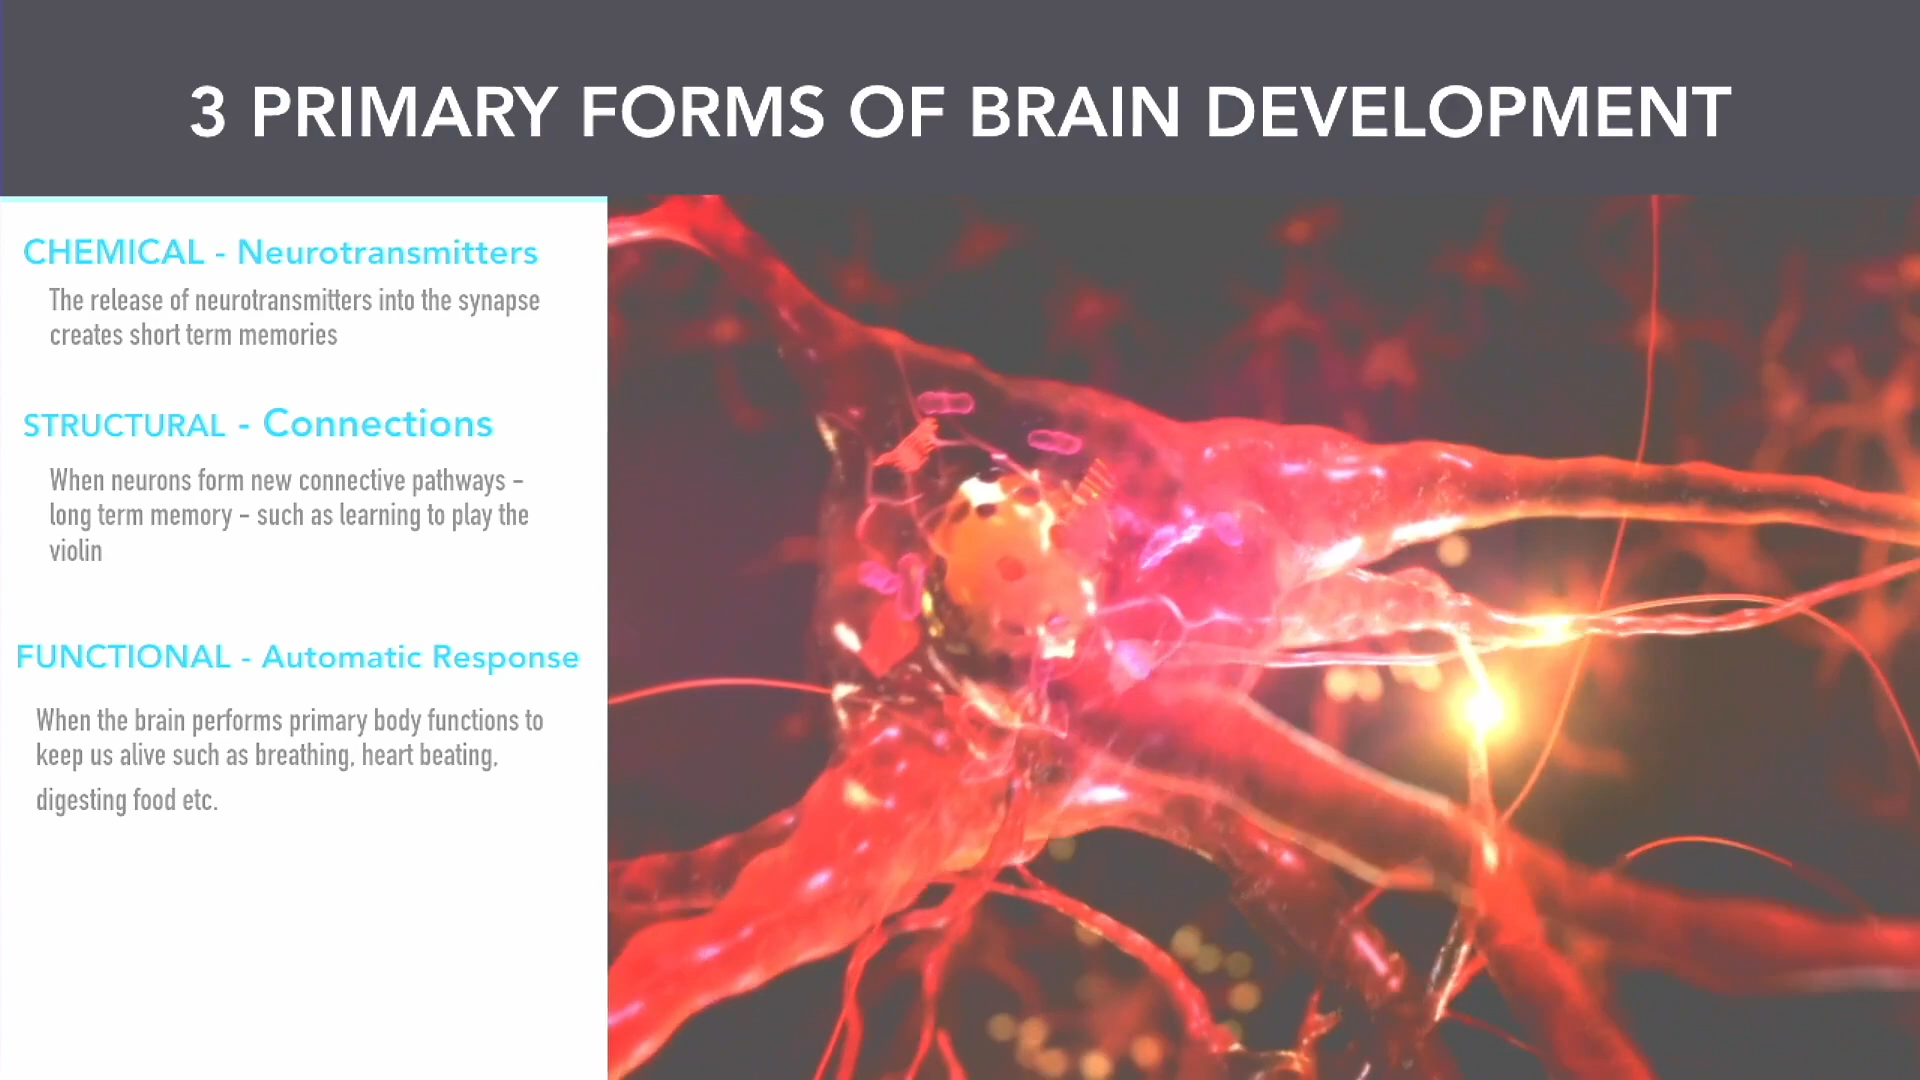 3 PRIMARY FORMS OF BRAIN DEVELOPMENT
CHEMICAL - Neurotransmitters
The release of neurotransmitters into the synapse
creates short term memories
STRUCTURAL - Connections
When neurons form new connective pathways -
long term memory - such as learning to play the
violin
FUNCTIONAL - Automatic Response
When the brain performs primary body functions to
keep us alive such as breathing, heart beating,
digesting food etc.